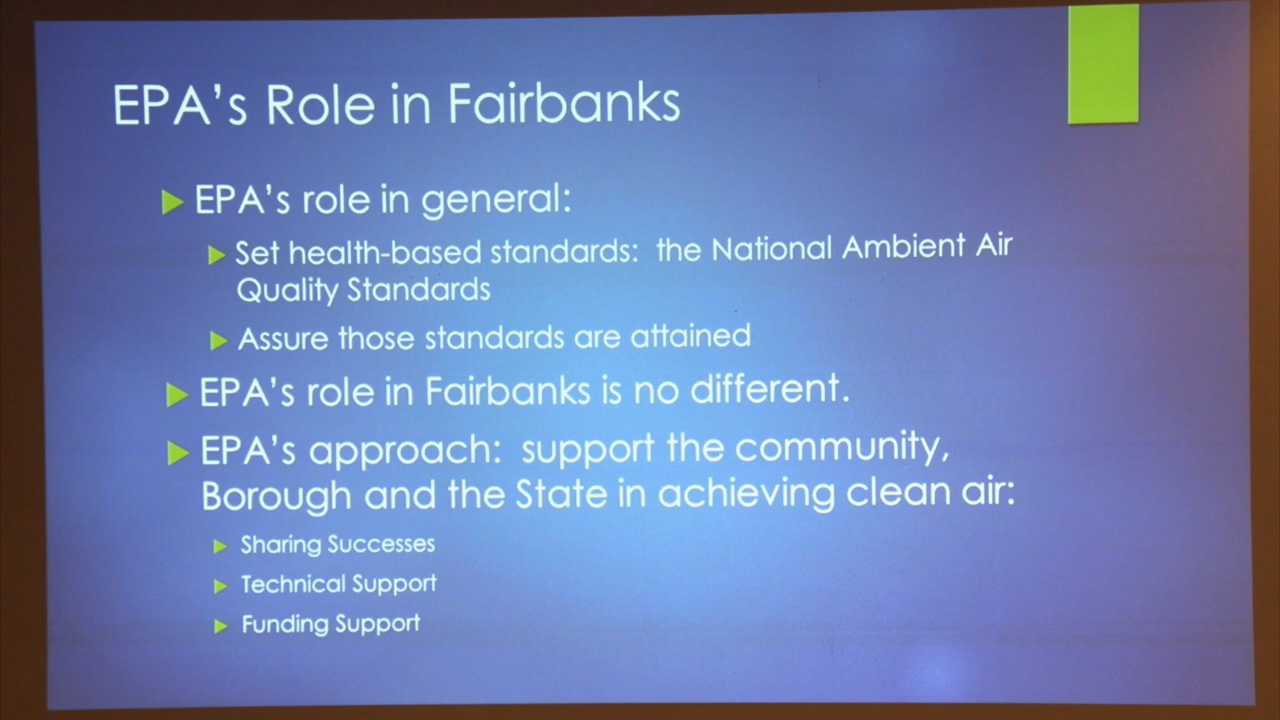 EPA's Role in Fairbanks
EPA's role in general:
Set health-based standards:  the National Ambient Air
Quality Standards
Assure those standards are attained
EPA's role in Fairbanks is no different.
EPA's approach:  support the community,
Borough and the State in achieving clean air:
Sharing Successes
Technical Support
Funding Support